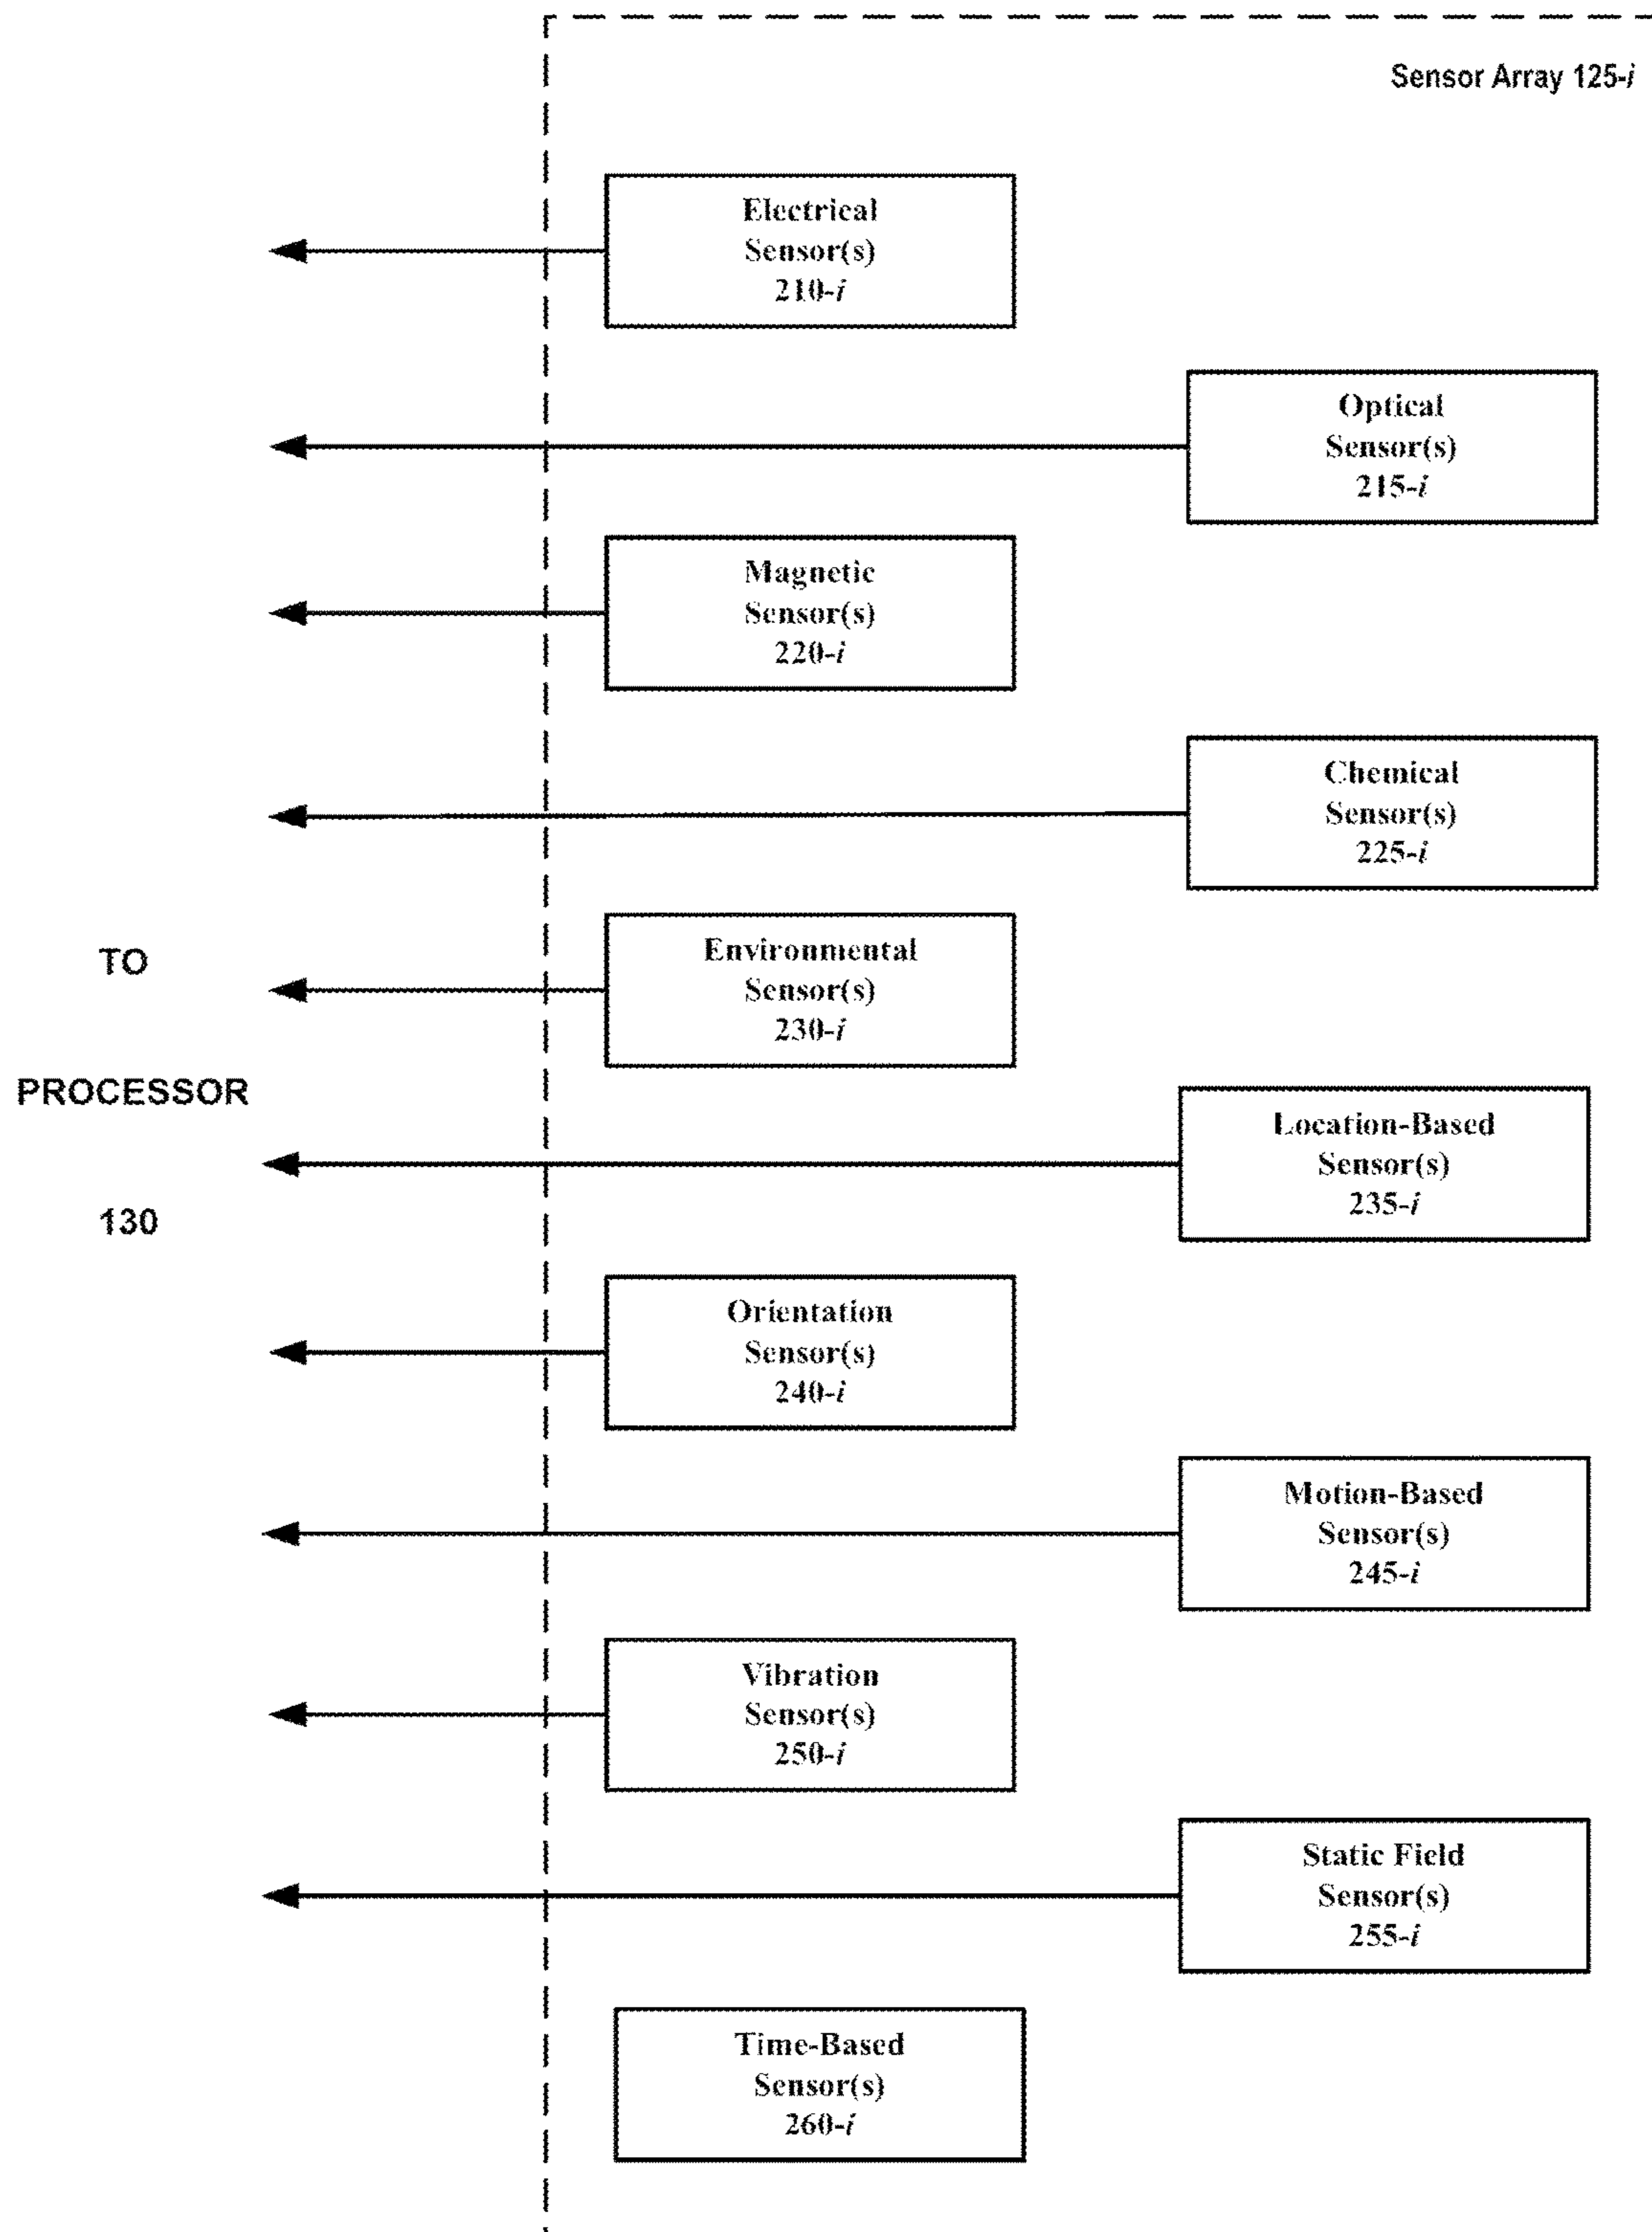 Sensor Array 125-i
Electrical
Sensor(s)
210-i
Optical
Sensor(s)
215-i
Magnetic
Sensor(s)
220-i
Chemical
Sensor(s)
225-i
Environmental
Sensor(s)
230-i
TO
PROCESSOR
130
Location-Based
Sensor(s)
235-i
Orientation
Sensor(s)
240-i
Motion-Based
Sensor(s)
245-i
Vibration
Sensor(s)
250-i
Static Field
Sensor(s)
255-i
Time-Based
Sensor(s)
260-i